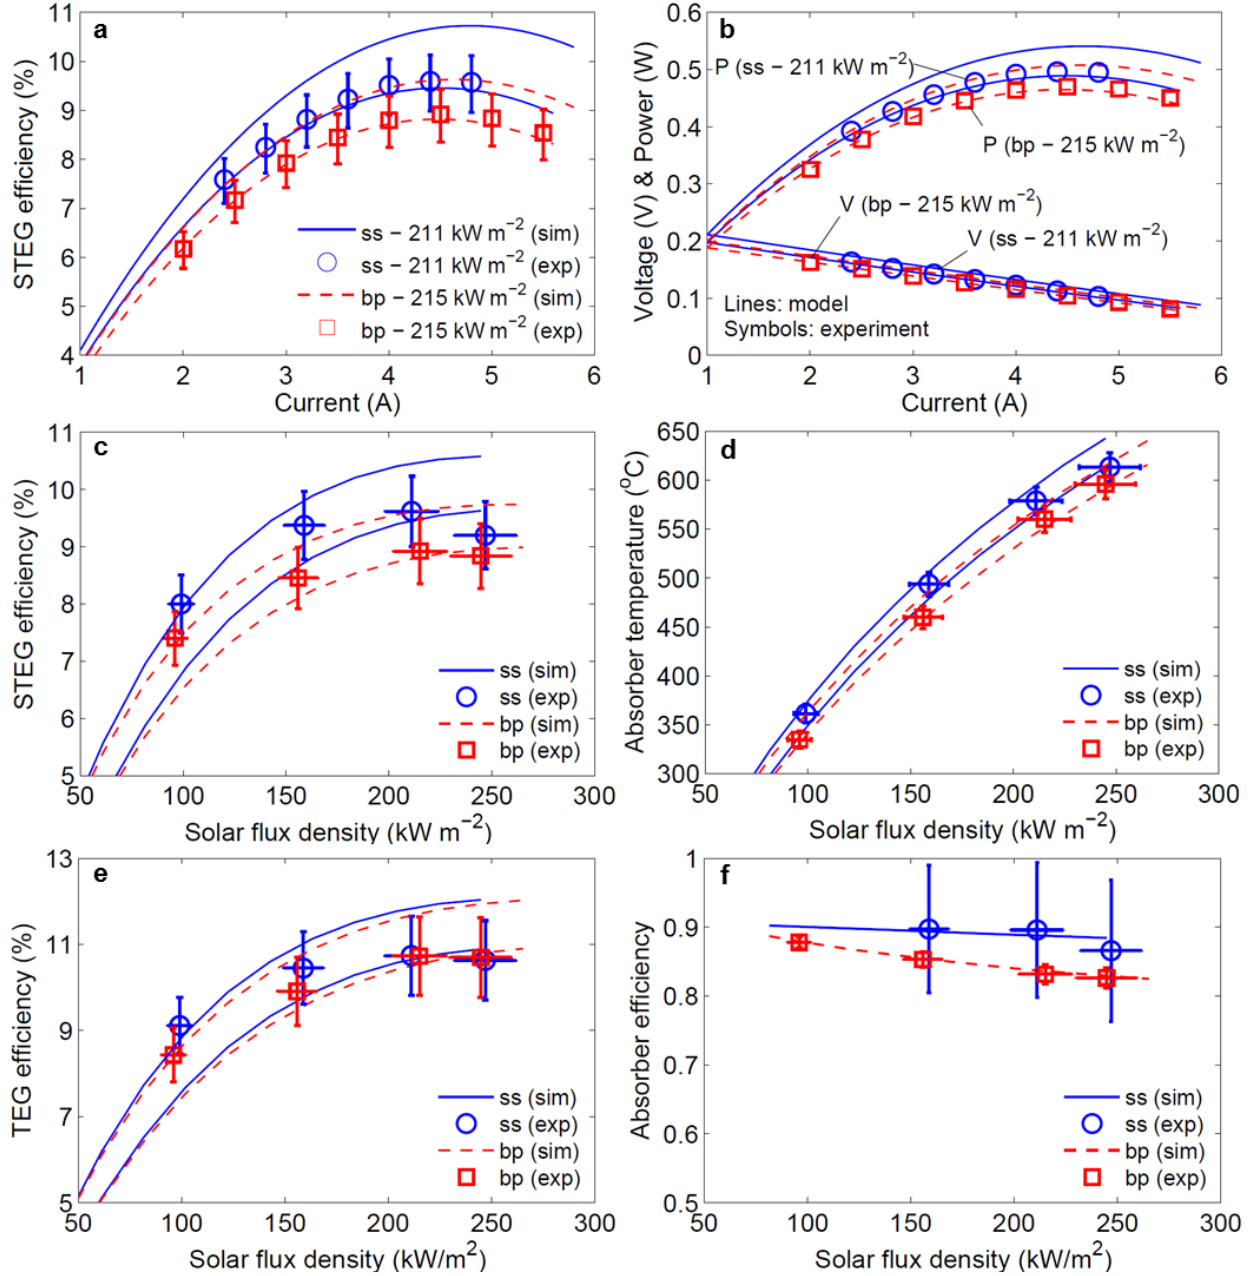 a
STEG efficiency (%)
11
10
9
8
7
6
5
4
1
2
3
4
5
6
Current (A)
ss − 211 kW m⁻² (sim)
ss − 211 kW m⁻² (exp)
bp − 215 kW m⁻² (sim)
bp − 215 kW m⁻² (exp)
b
Voltage (V) & Power (W)
0.6
0.5
0.4
0.3
0.2
0.1
0
1
2
3
4
5
6
Current (A)
P (ss − 211 kW m⁻²)
P (bp − 215 kW m⁻²)
V (bp − 215 kW m⁻²)
V (ss − 211 kW m⁻²)
Lines: model
Symbols: experiment
c
STEG efficiency (%)
11
10
9
8
7
6
5
50
100
150
200
250
300
Solar flux density (kW m⁻²)
ss (sim)
ss (exp)
bp (sim)
bp (exp)
d
Absorber temperature (°C)
650
600
550
500
450
400
350
300
50
100
150
200
250
300
Solar flux density (kW m⁻²)
ss (sim)
ss (exp)
bp (sim)
bp (exp)
e
TEG efficiency (%)
13
11
9
7
5
50
100
150
200
250
300
Solar flux density (kW/m²)
ss (sim)
ss (exp)
bp (sim)
bp (exp)
f
Absorber efficiency
1
0.9
0.8
0.7
0.6
0.5
50
100
150
200
250
300
Solar flux density (kW/m²)
ss (sim)
ss (exp)
bp (sim)
bp (exp)